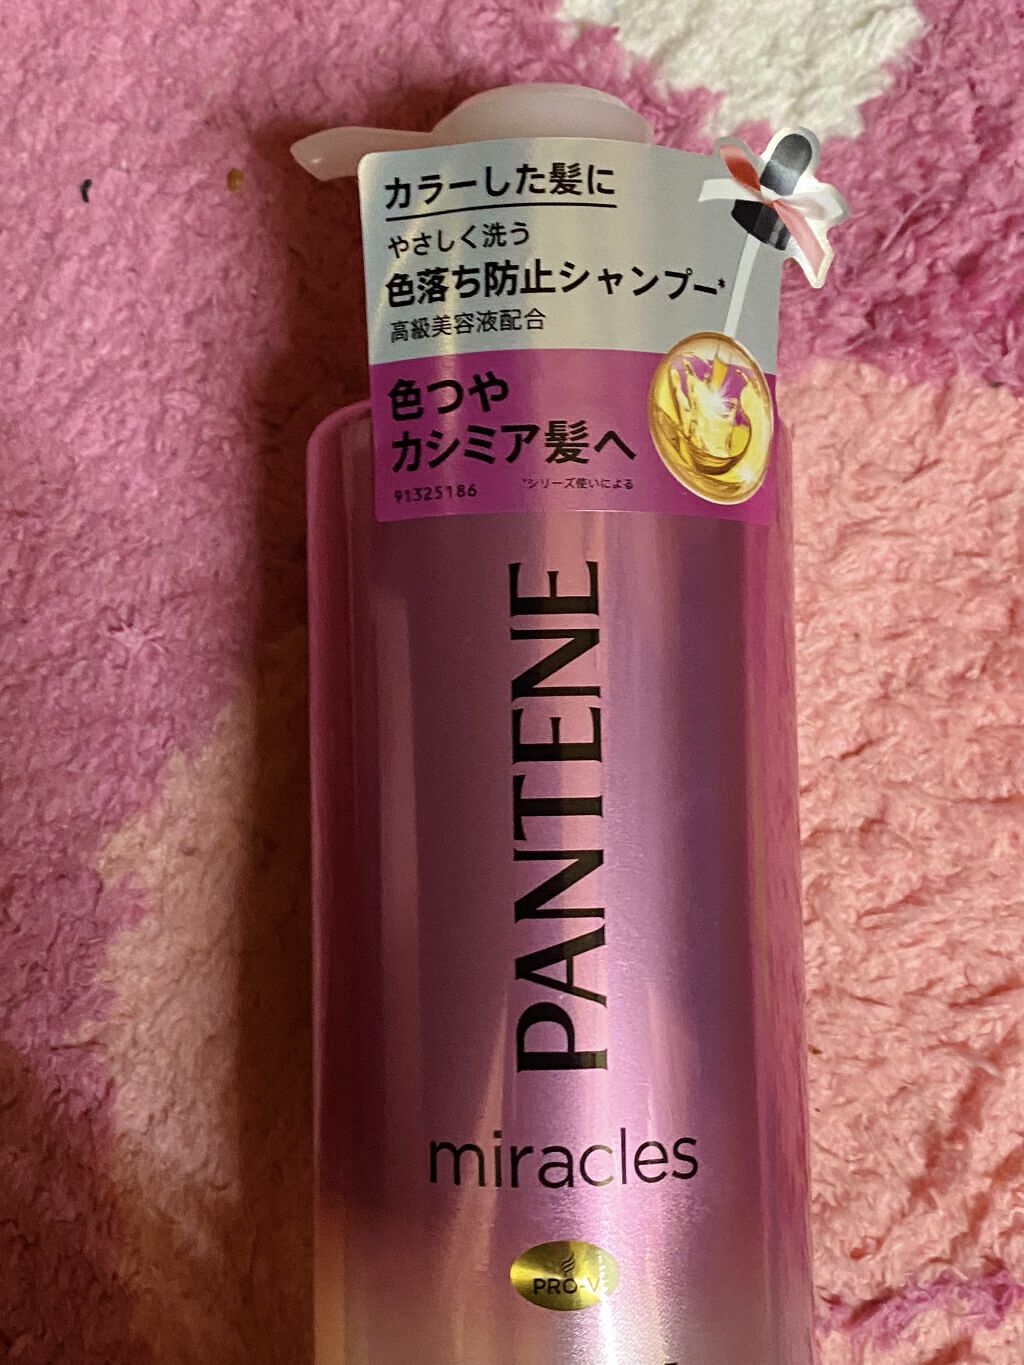 カラーした髪に
やさしく洗う
色落ち防止シャンプー*
高級美容液配合
色つや
カシミア髪へ
91325186
*シリーズ使いによる
PANTENE
miracles
PRO-V